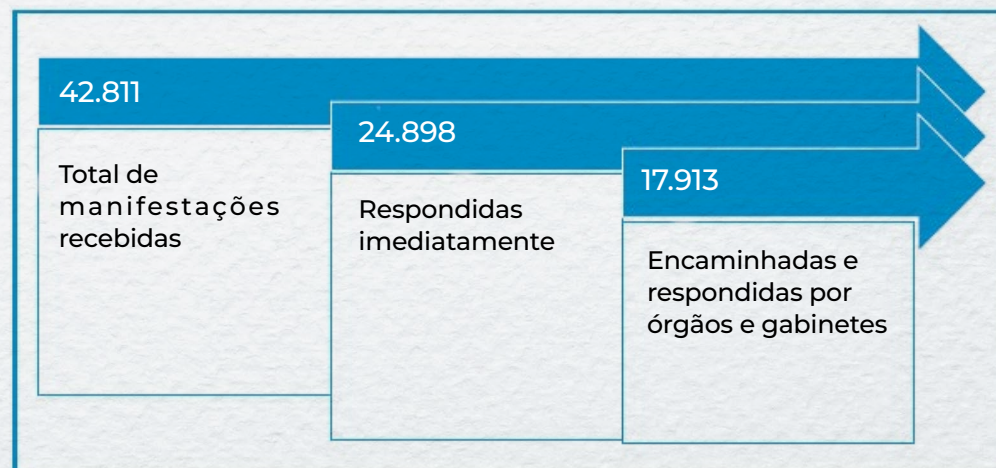 42.811
Total de
manifestações
recebidas
24.898
Respondidas
imediatamente
17.913
Encaminhadas e
respondidas por
órgãos e gabinetes